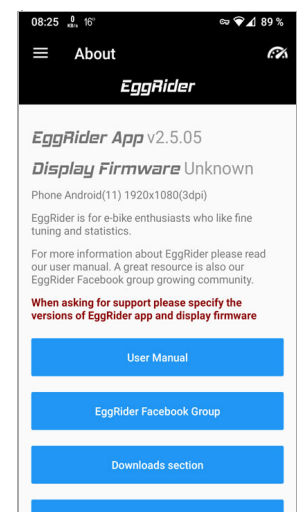 08:25 0 KB/s 16° 89 %
About
EggRider
EggRider App v2.5.05
Display Firmware Unknown
Phone Android(11) 1920x1080(3dpi)
EggRider is for e-bike enthusiasts who like fine
tuning and statistics.
For more information about EggRider please read
our user manual. A great resource is also our
EggRider Facebook group growing community.
When asking for support please specify the
versions of EggRider app and display firmware
User Manual
EggRider Facebook Group
Downloads section